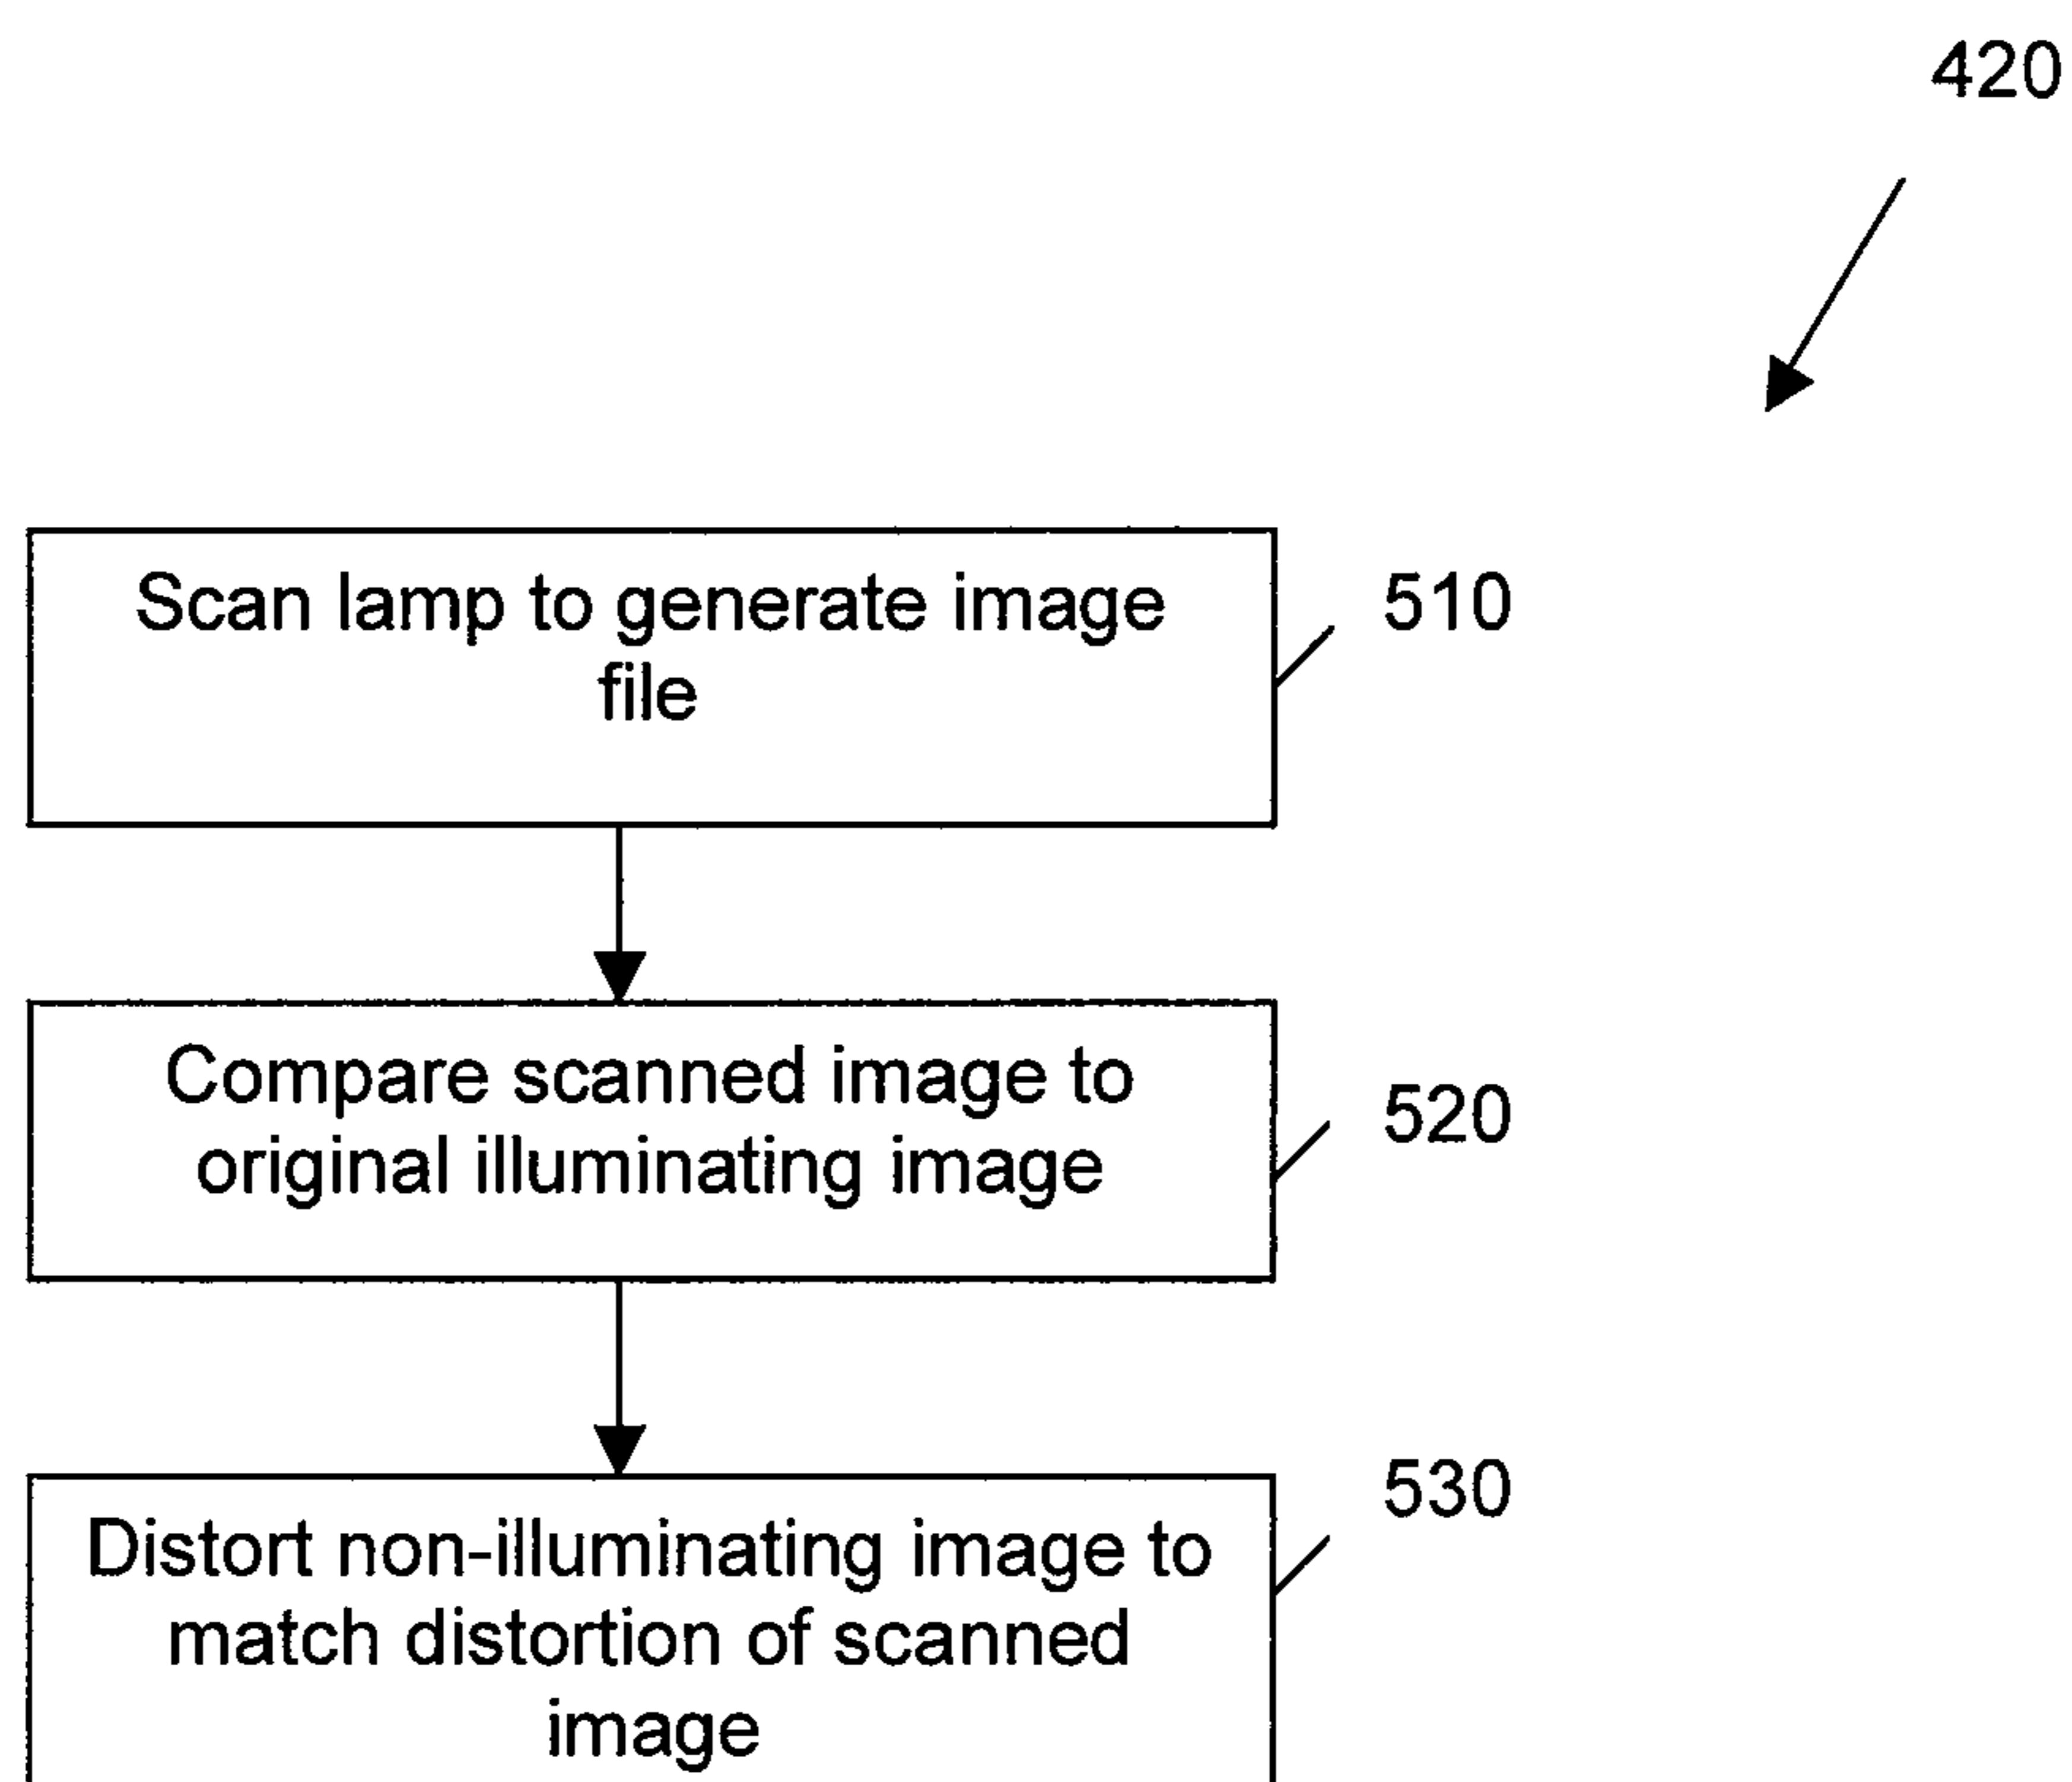 420
Scan lamp to generate image
file
510
Compare scanned image to
original illuminating image
520
Distort non-illuminating image to
match distortion of scanned
image
530